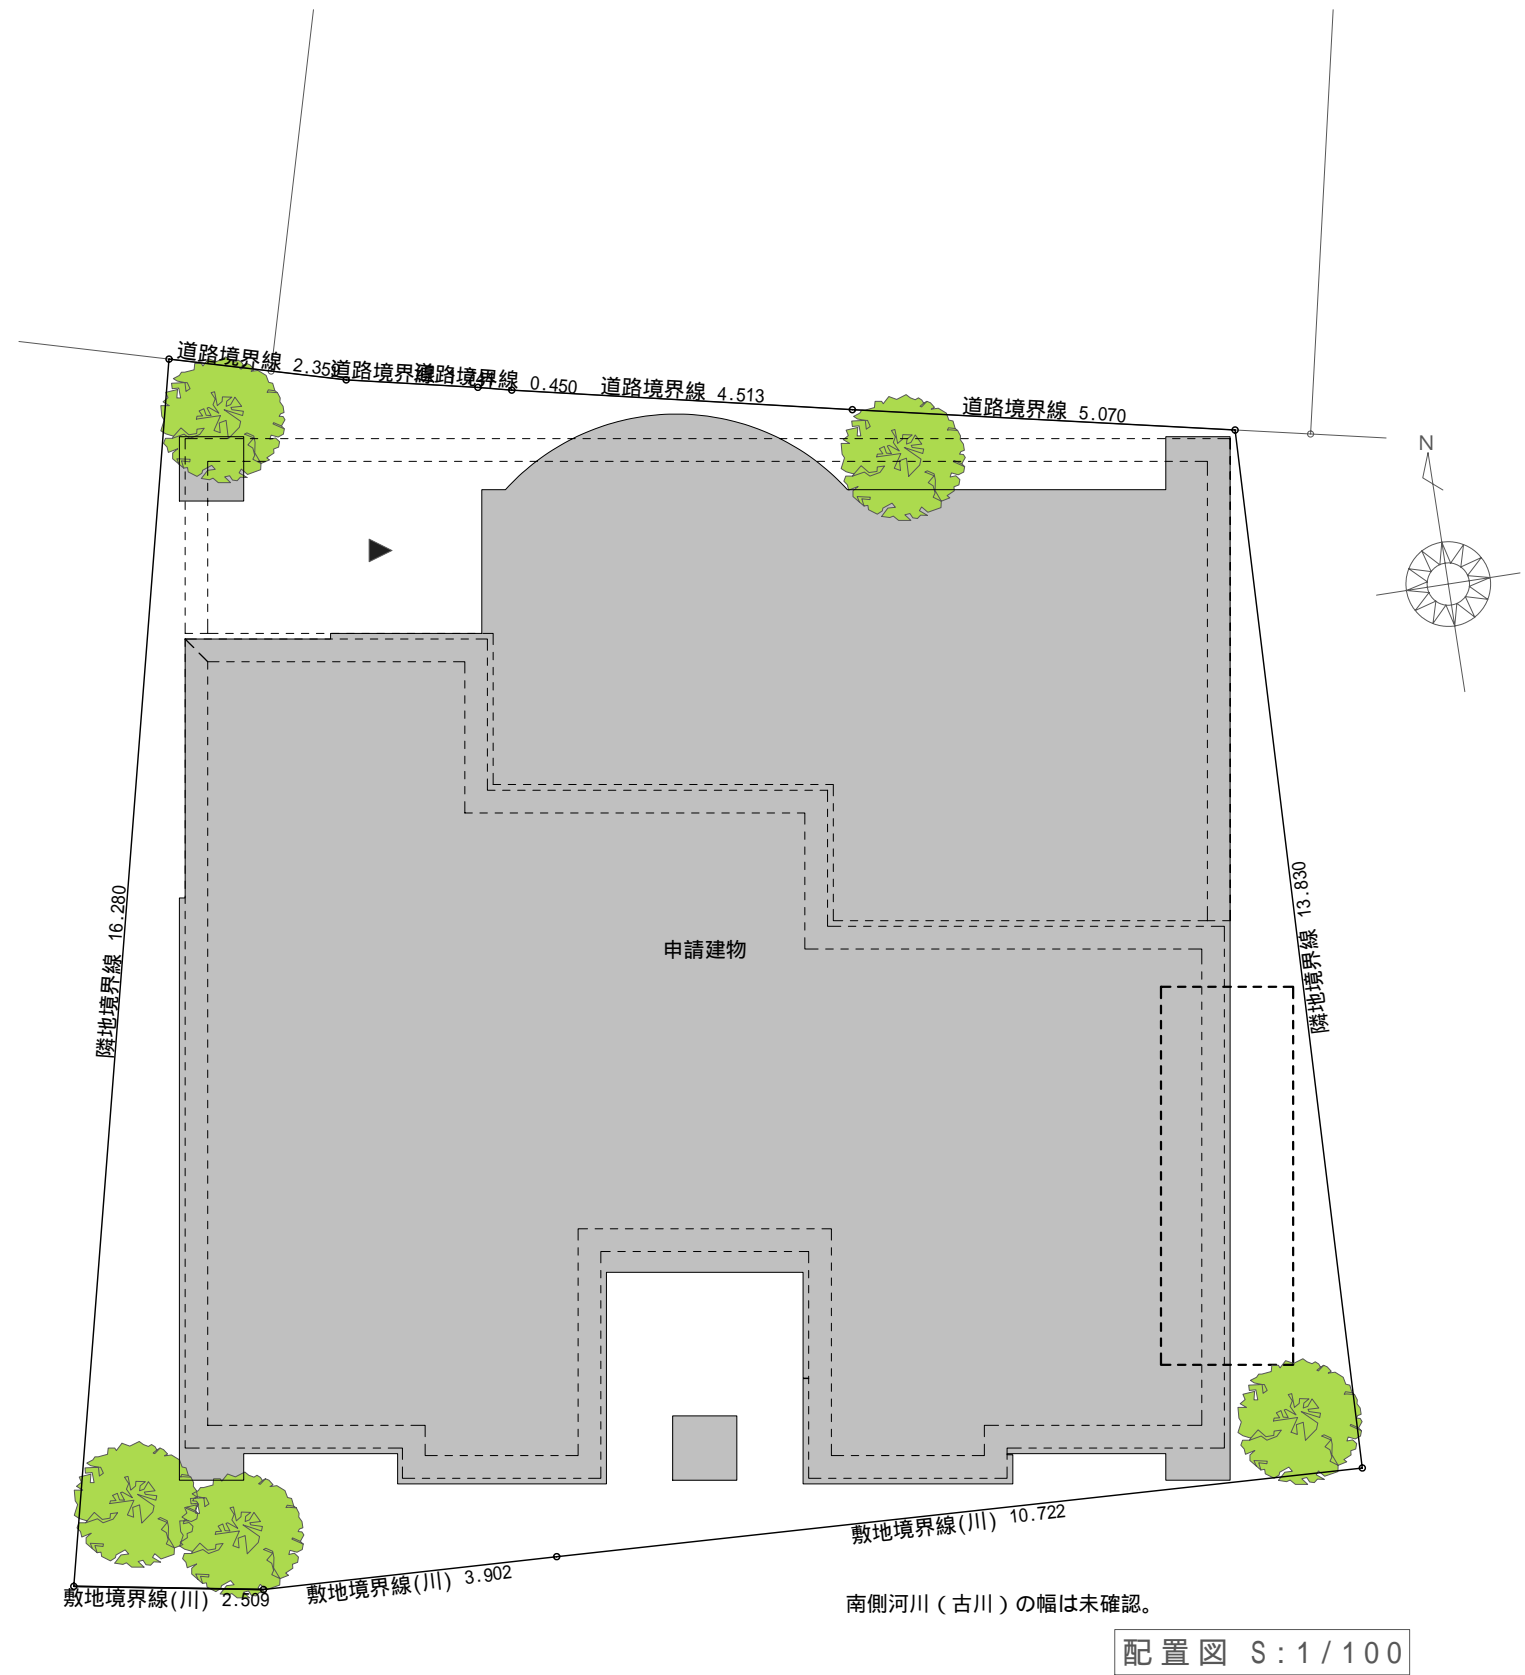 道路境界線 2.359
道路境界線
道路境界線 0.450
道路境界線 4.513
道路境界線 5.070
N
隣地境界線 16.280
隣地境界線 13.830
申請建物
敷地境界線(川) 2.509
敷地境界線(川) 3.902
敷地境界線(川) 10.722
南側河川（古川）の幅は未確認。
配置図 S:1/100